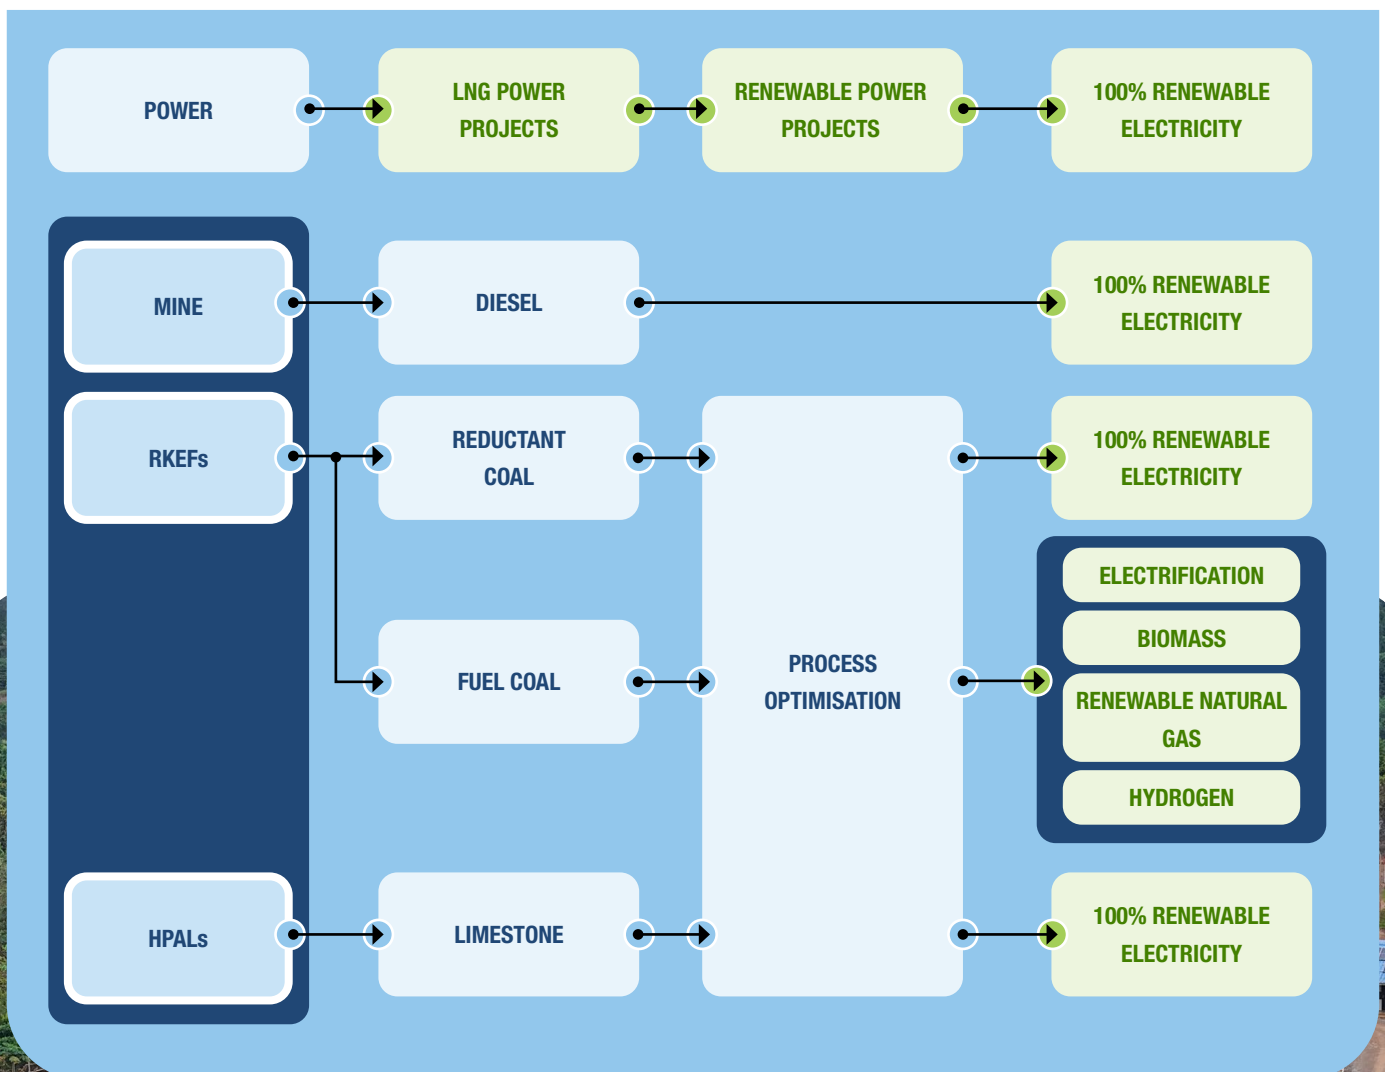 POWER
LNG POWER
PROJECTS
RENEWABLE POWER
PROJECTS
100% RENEWABLE
ELECTRICITY
MINE
DIESEL
100% RENEWABLE
ELECTRICITY
RKEFs
REDUCTANT
COAL
100% RENEWABLE
ELECTRICITY
FUEL COAL
PROCESS
OPTIMISATION
ELECTRIFICATION
BIOMASS
RENEWABLE NATURAL
GAS
HYDROGEN
HPALs
LIMESTONE
100% RENEWABLE
ELECTRICITY